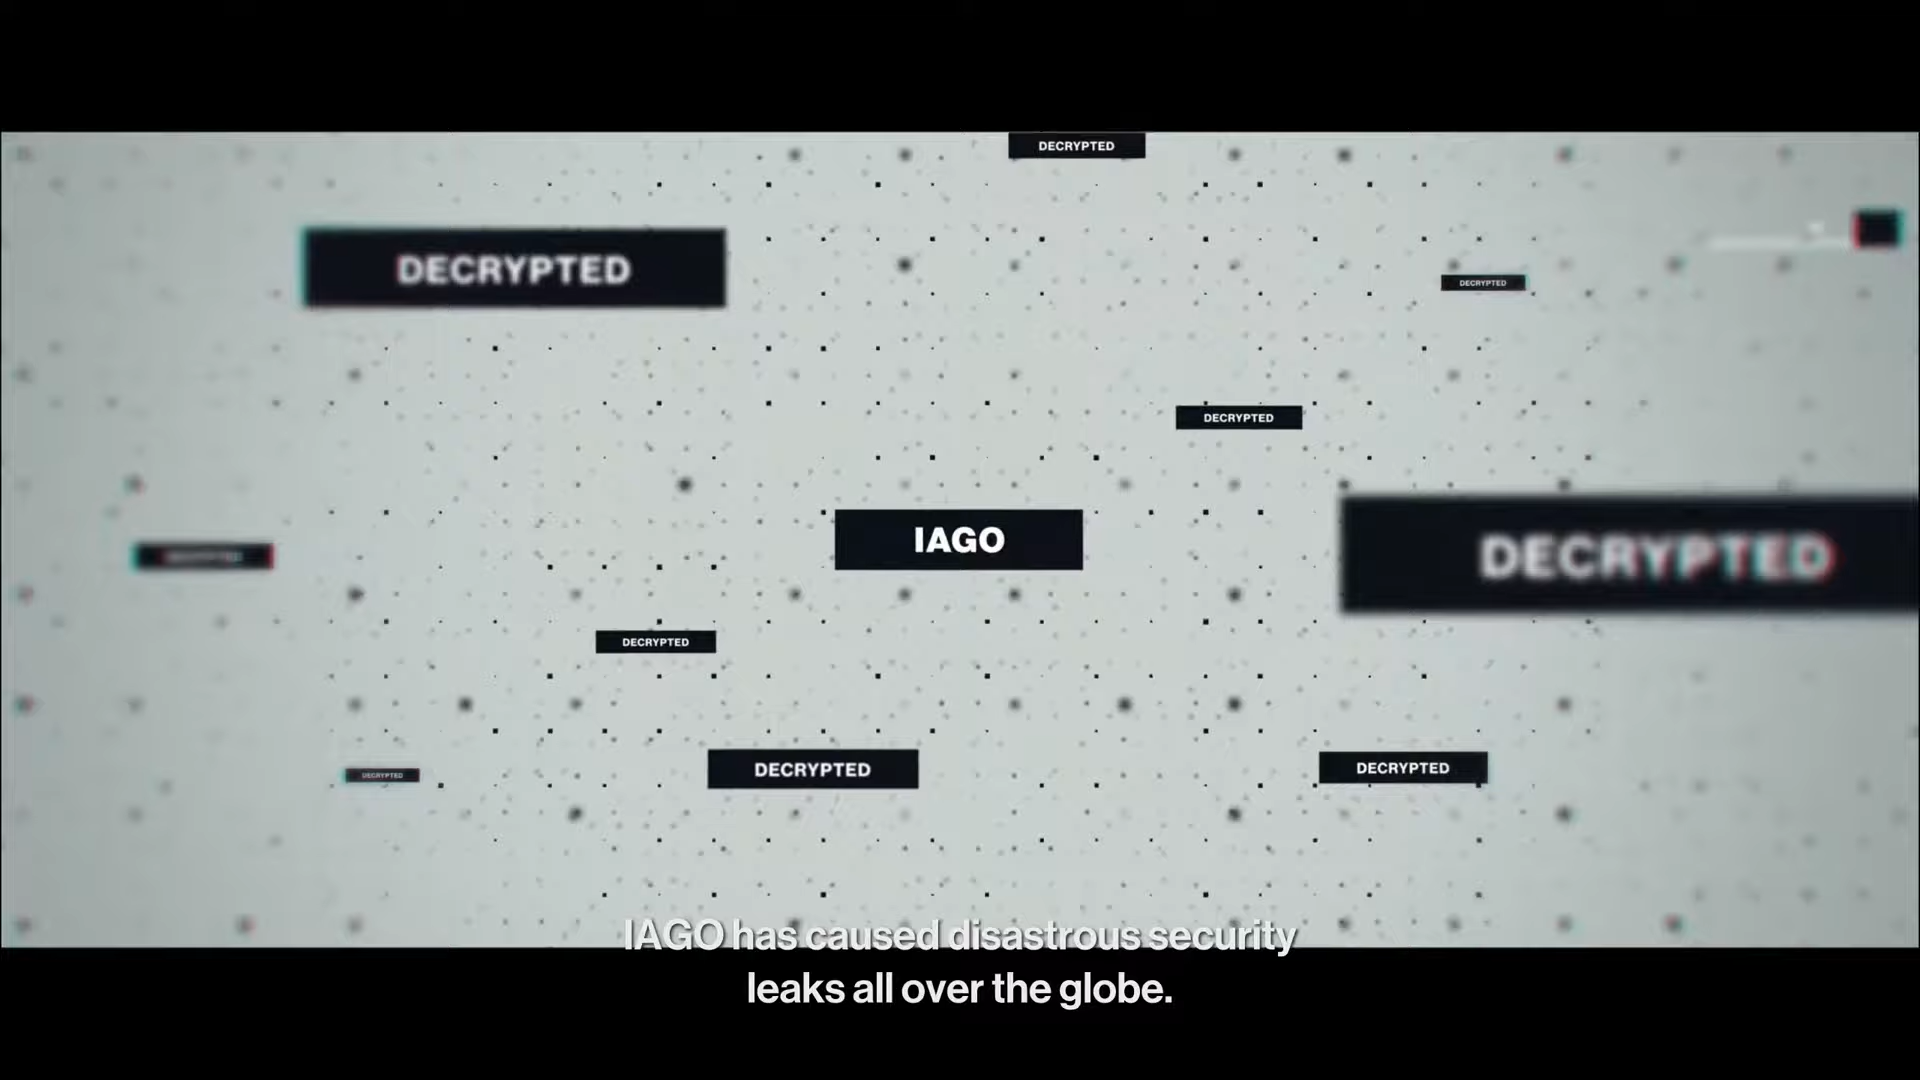 DECRYPTED
DECRYPTED
DECRYPTED
DECRYPTED
IAGO
DECRYPTED
DECRYPTED
DECRYPTED
DECRYPTED
DECRYPTED
IAGO has caused disastrous security
leaks all over the globe.